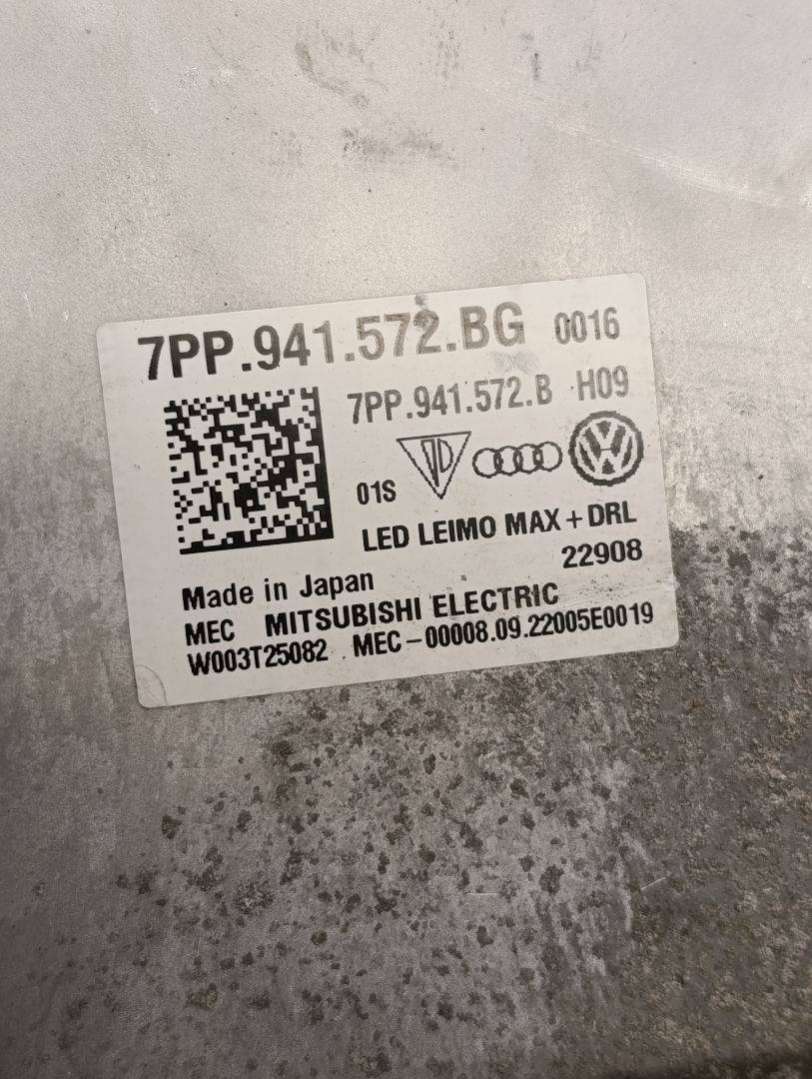 7PP.941.572.BG 0016
7PP.941.572.B H09
01S
LED LEIMO MAX+DRL
22908
Made in Japan
MEC MITSUBISHI ELECTRIC
W003T25082 MEC-00008.09.22005E0019